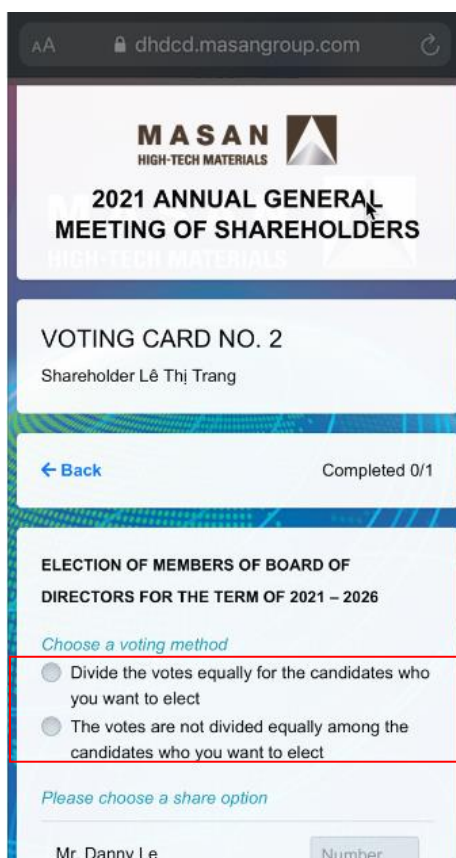 AA dhdcd.masangroup.com
MASAN
HIGH-TECH MATERIALS
2021 ANNUAL GENERAL
MEETING OF SHAREHOLDERS
HIGH-TECH MATERIALS
VOTING CARD NO. 2
Shareholder Lê Thị Trang
← Back Completed 0/1
ELECTION OF MEMBERS OF BOARD OF
DIRECTORS FOR THE TERM OF 2021 – 2026
Choose a voting method
Divide the votes equally for the candidates who
you want to elect
The votes are not divided equally among the
candidates who you want to elect
Please choose a share option
Mr. Danny Le Number